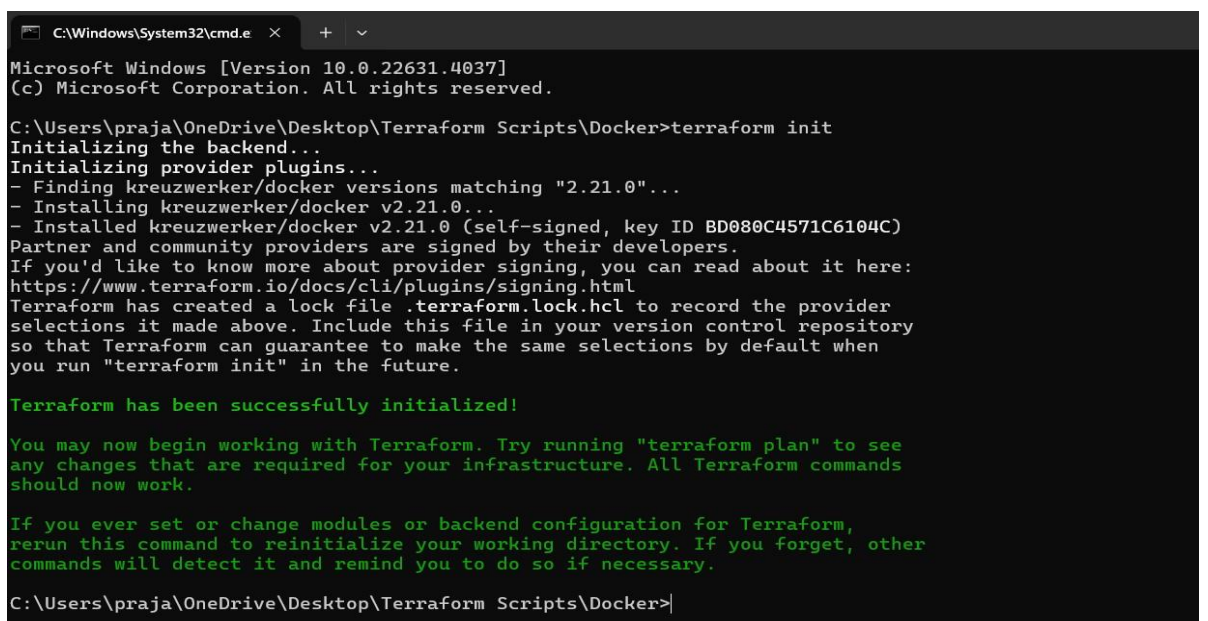 C:\Windows\System32\cmd.e
Microsoft Windows [Version 10.0.22631.4037]
(c) Microsoft Corporation. All rights reserved.
C:\Users\praja\OneDrive\Desktop\Terraform Scripts\Docker>terraform init
Initializing the backend...
Initializing provider plugins...
- Finding kreuzwerker/docker versions matching "2.21.0"...
- Installing kreuzwerker/docker v2.21.0...
- Installed kreuzwerker/docker v2.21.0 (self-signed, key ID BD080C4571C6104C)
Partner and community providers are signed by their developers.
If you'd like to know more about provider signing, you can read about it here:
https://www.terraform.io/docs/cli/plugins/signing.html
Terraform has created a lock file .terraform.lock.hcl to record the provider
selections it made above. Include this file in your version control repository
so that Terraform can guarantee to make the same selections by default when
you run "terraform init" in the future.
Terraform has been successfully initialized!
You may now begin working with Terraform. Try running "terraform plan" to see
any changes that are required for your infrastructure. All Terraform commands
should now work.
If you ever set or change modules or backend configuration for Terraform,
rerun this command to reinitialize your working directory. If you forget, other
commands will detect it and remind you to do so if necessary.
C:\Users\praja\OneDrive\Desktop\Terraform Scripts\Docker>